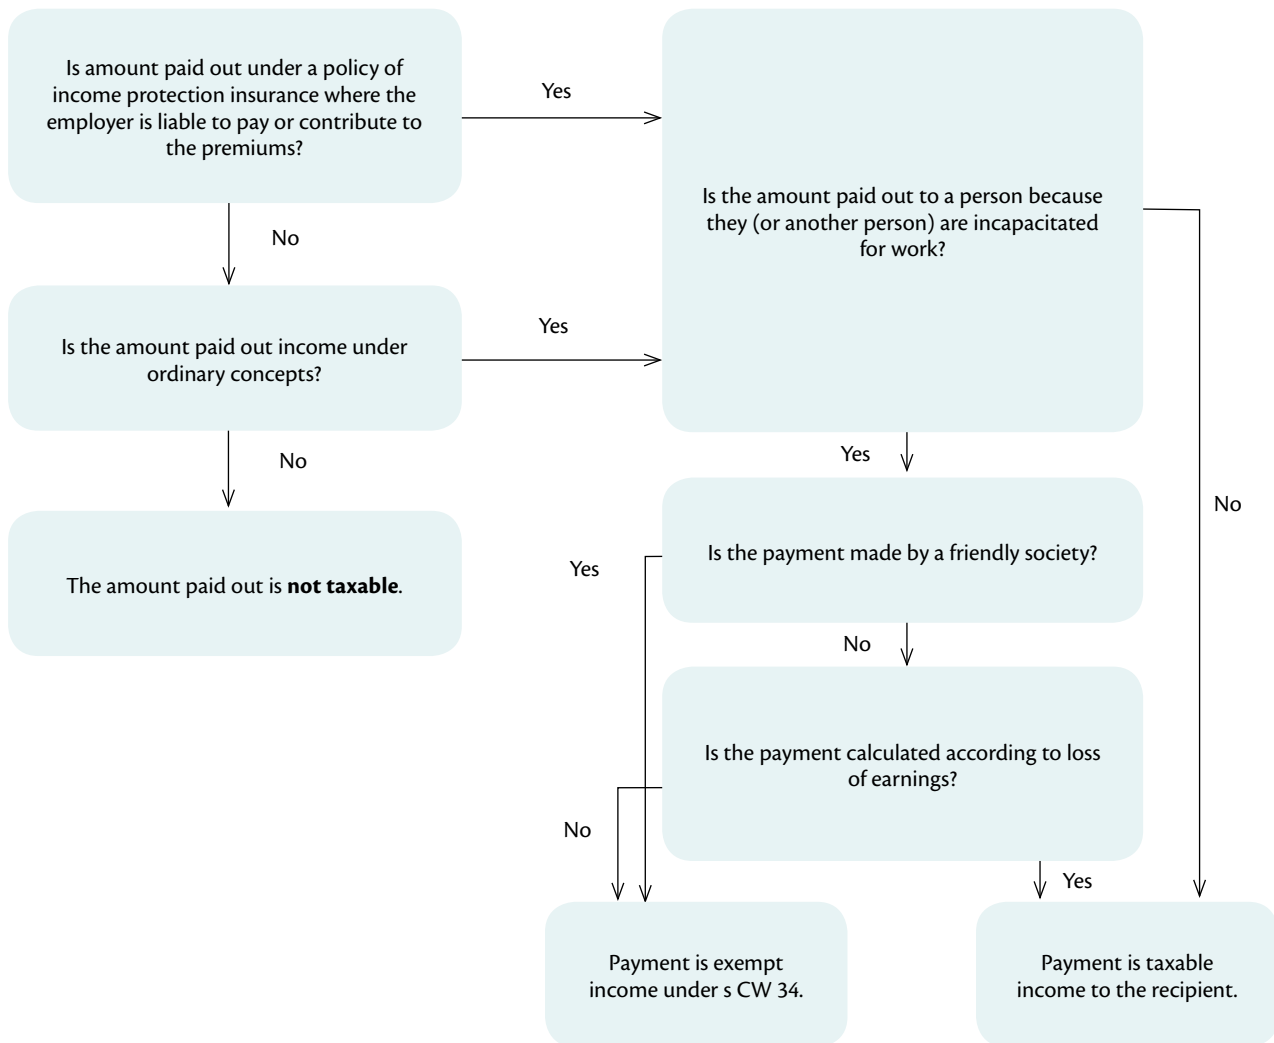 Is amount paid out under a policy of
income protection insurance where the
employer is liable to pay or contribute to
the premiums?
Yes
No
Is the amount paid out to a person because
they (or another person) are incapacitated
for work?
Is the amount paid out income under
ordinary concepts?
Yes
No
The amount paid out is not taxable.
Yes
No
Is the payment made by a friendly society?
Yes
No
Is the payment calculated according to loss
of earnings?
No
Yes
Payment is exempt
income under s CW 34.
Payment is taxable
income to the recipient.